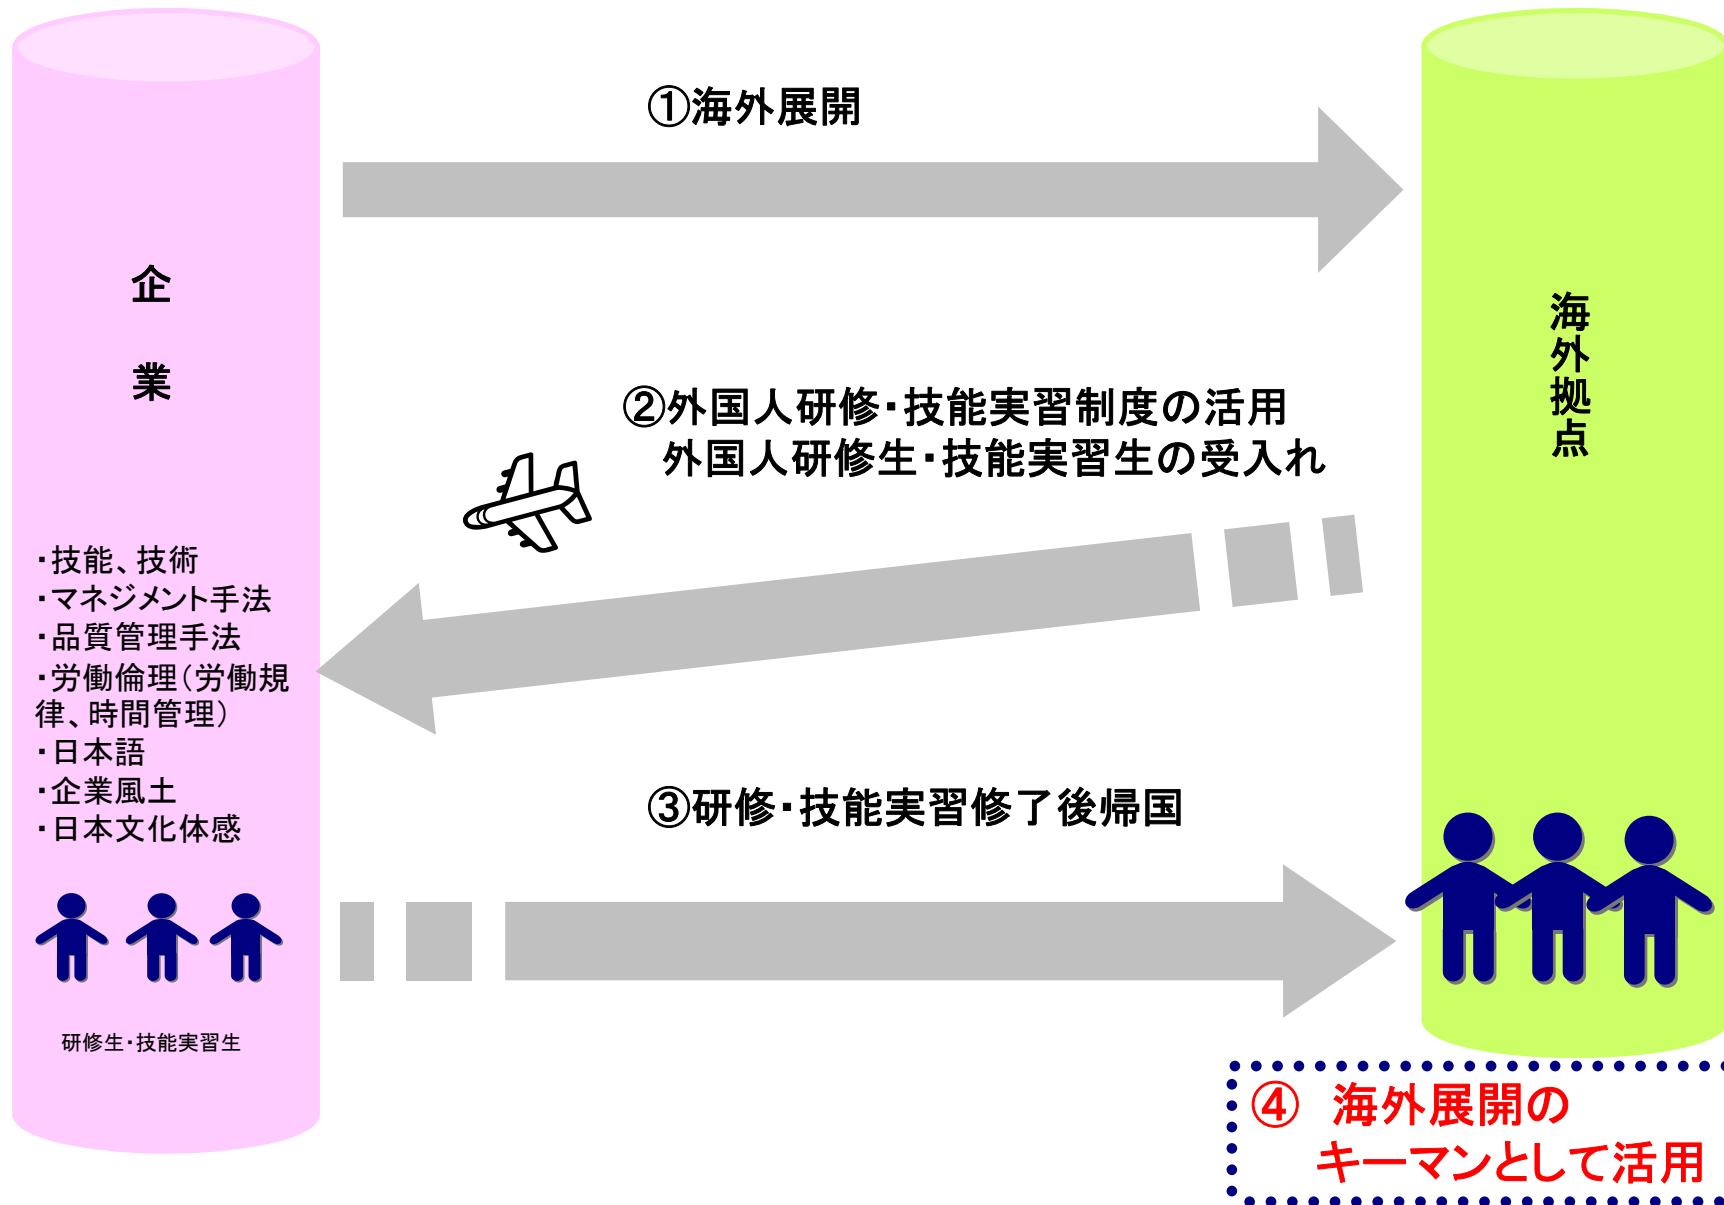 ①海外展開
企
業
海外拠点
②外国人研修・技能実習制度の活用
外国人研修生・技能実習生の受入れ
・技能、技術
・マネジメント手法
・品質管理手法
・労働倫理(労働規
律、時間管理)
・日本語
・企業風土
・日本文化体感
③研修・技能実習修了後帰国
研修生・技能実習生
④ 海外展開の
キーマンとして活用